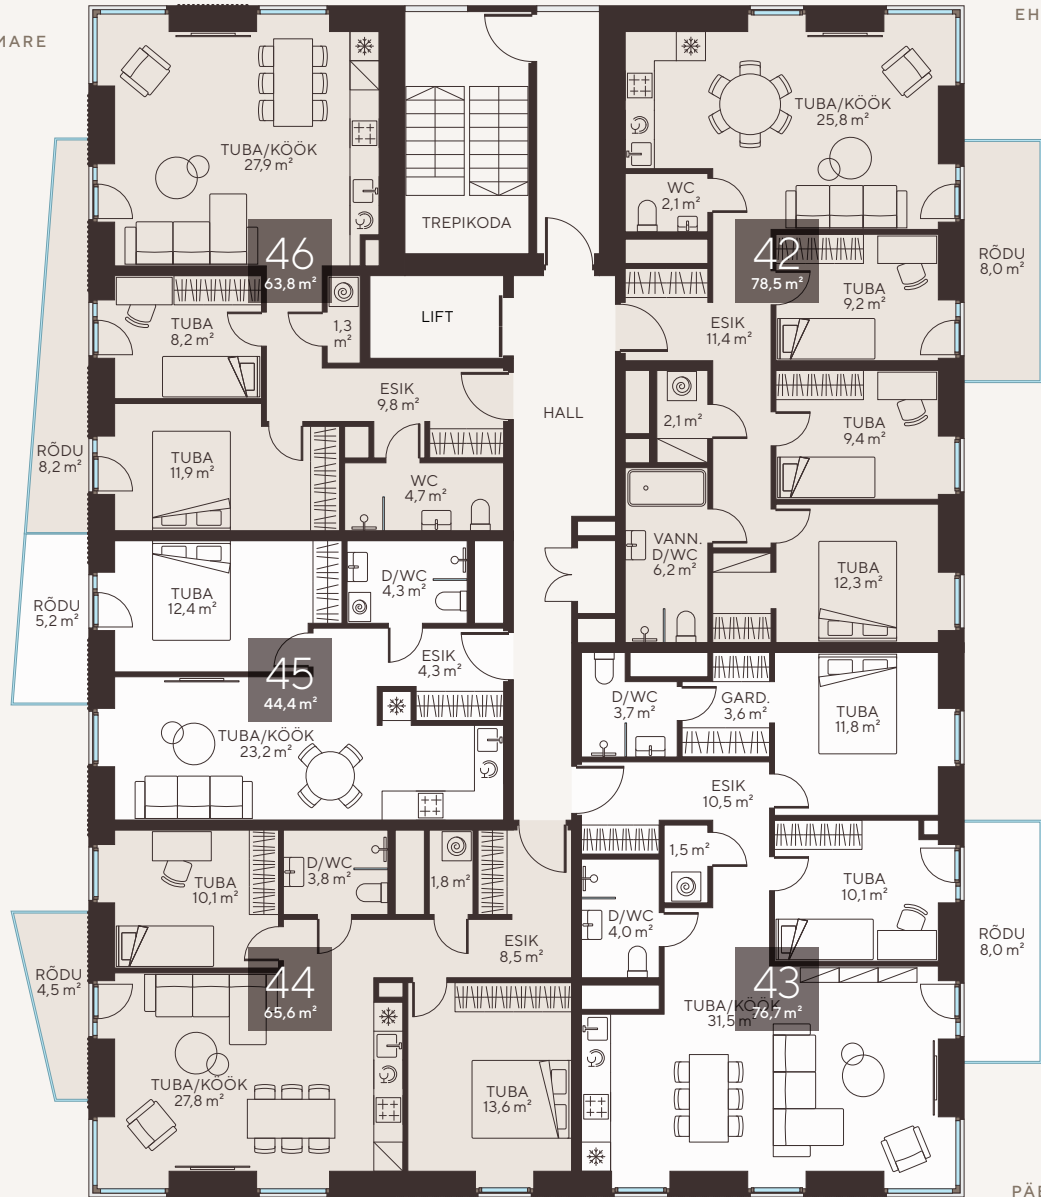 MARE
EH
TUBA/KÖÖK
27,9 m²
TUBA/KÖÖK
25,8 m²
WC
2,1 m²
TREPIKODA
46
63,8 m²
42
78,5 m²
RÕDU
8,0 m²
TUBA
8,2 m²
1,3
m²
LIFT
TUBA
9,2 m²
ESIK
11,4 m²
ESIK
9,8 m²
HALL
2,1 m²
TUBA
9,4 m²
RÕDU
8,2 m²
TUBA
11,9 m²
WC
4,7 m²
VANN.
D/WC
6,2 m²
TUBA
12,3 m²
RÕDU
5,2 m²
TUBA
12,4 m²
D/WC
4,3 m²
ESIK
4,3 m²
45
44,4 m²
D/WC
3,7 m²
GARD.
3,6 m²
TUBA
11,8 m²
TUBA/KÖÖK
23,2 m²
ESIK
10,5 m²
TUBA
10,1 m²
D/WC
3,8 m²
1,8 m²
1,5 m²
TUBA
10,1 m²
D/WC
4,0 m²
ESIK
8,5 m²
RÕDU
8,0 m²
RÕDU
4,5 m²
44
65,6 m²
43
76,7 m²
TUBA/KÖÖK
31,5 m²
TUBA/KÖÖK
27,8 m²
TUBA
13,6 m²